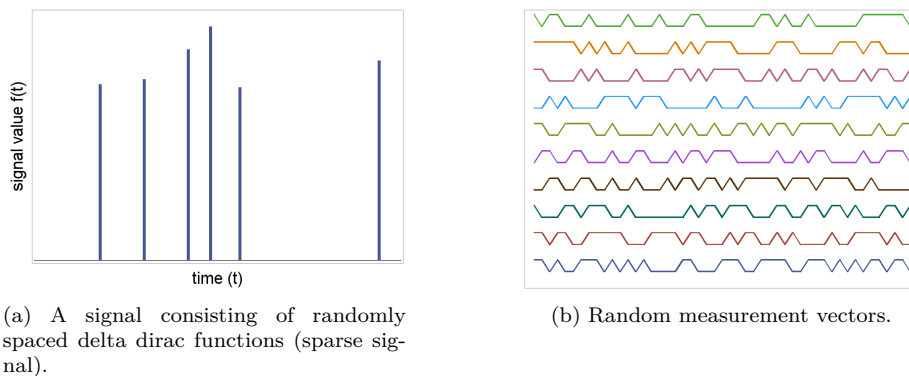 signal value f(t)
time (t)
(a) A signal consisting of randomly
spaced delta dirac functions (sparse sig-
nal).
(b) Random measurement vectors.